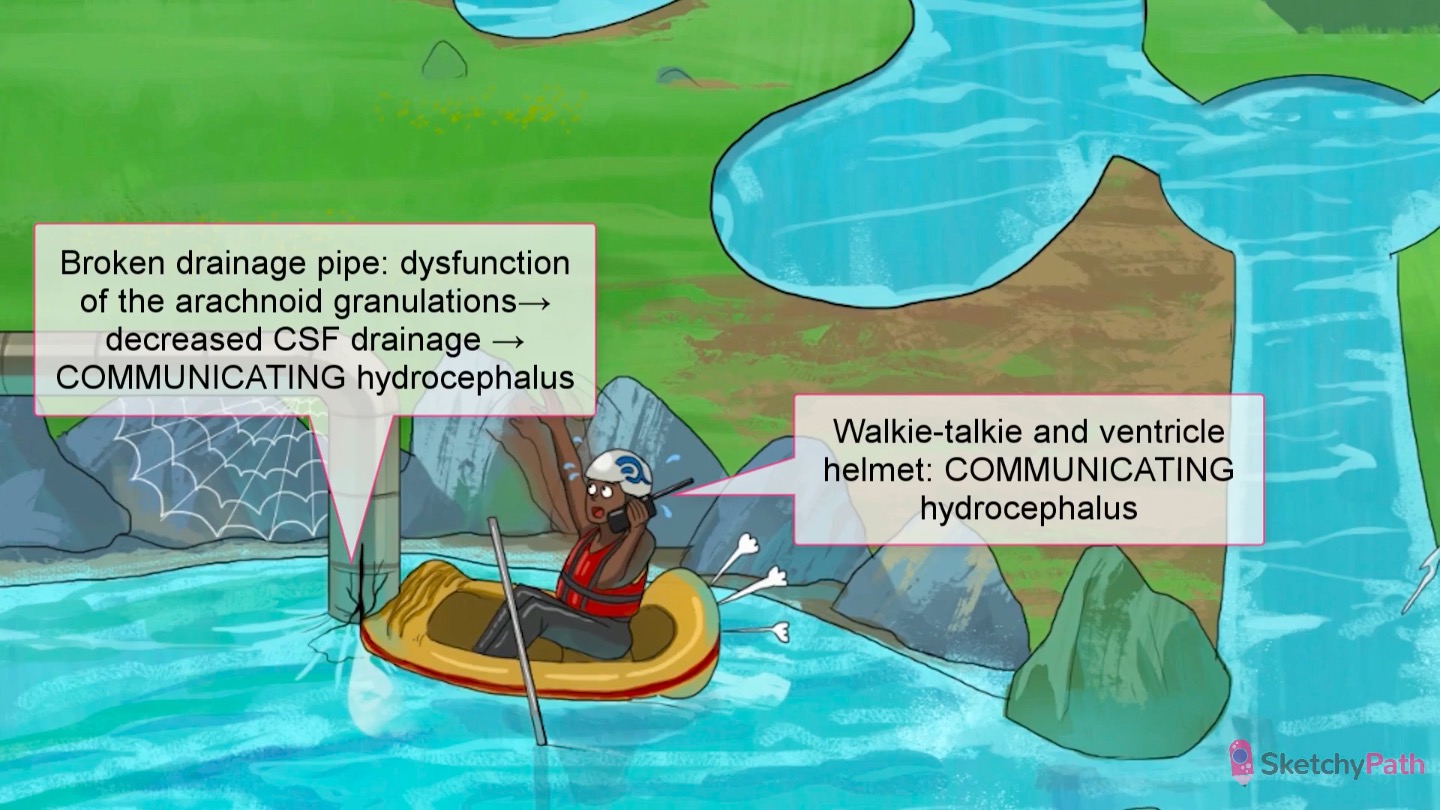 Broken drainage pipe: dysfunction
of the arachnoid granulations→
decreased CSF drainage →
COMMUNICATING hydrocephalus
Walkie-talkie and ventricle
helmet: COMMUNICATING
hydrocephalus
SketchyPath